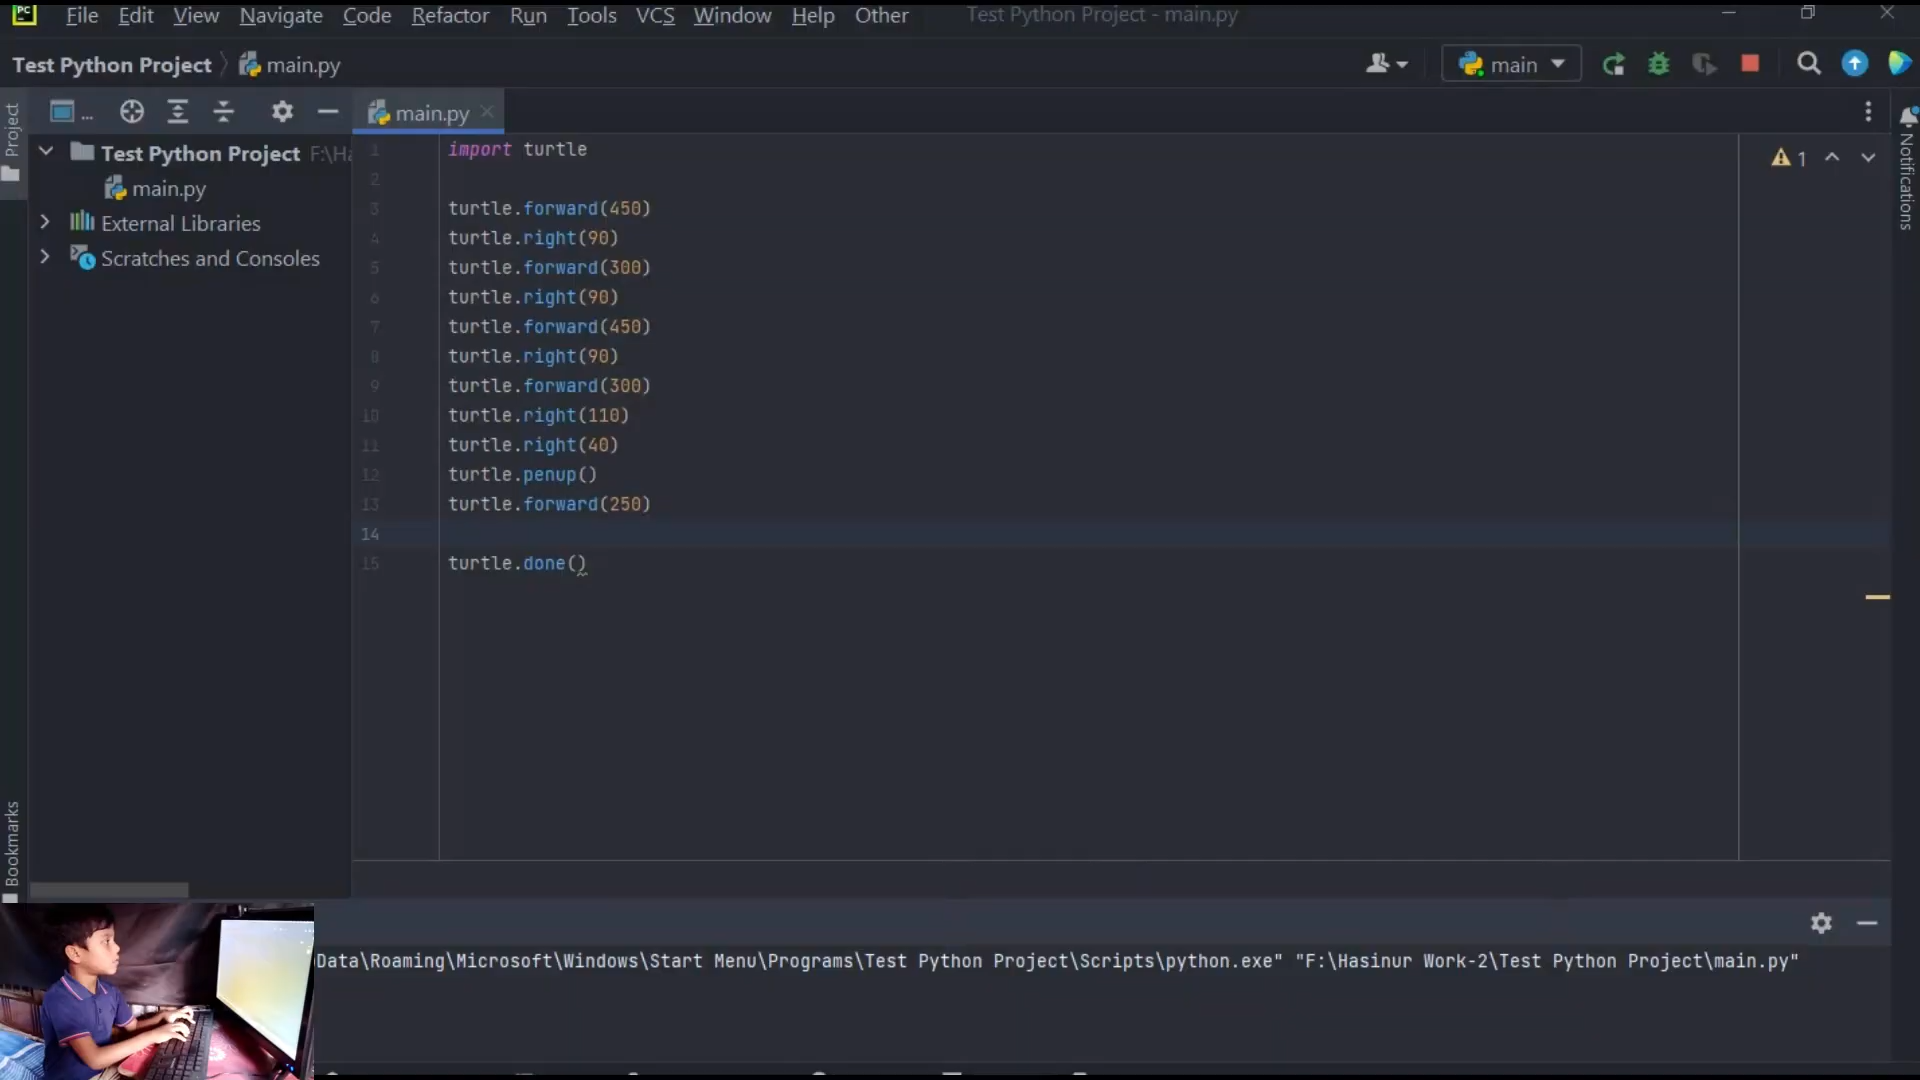 PC File Edit View Navigate Code Refactor Run Tools VCS Window Help Other Test Python Project - main.py
Test Python Project main.py main
Project ... main.py
Test Python Project F:\Ha
main.py
External Libraries
Scratches and Consoles
1 import turtle
2
3 turtle.forward(450)
4 turtle.right(90)
5 turtle.forward(300)
6 turtle.right(90)
7 turtle.forward(450)
8 turtle.right(90)
9 turtle.forward(300)
10 turtle.right(110)
11 turtle.right(40)
12 turtle.penup()
13 turtle.forward(250)
14
15 turtle.done()
1
Notifications
Bookmarks
Data\Roaming\Microsoft\Windows\Start Menu\Programs\Test Python Project\Scripts\python.exe" "F:\Hasinur Work-2\Test Python Project\main.py"